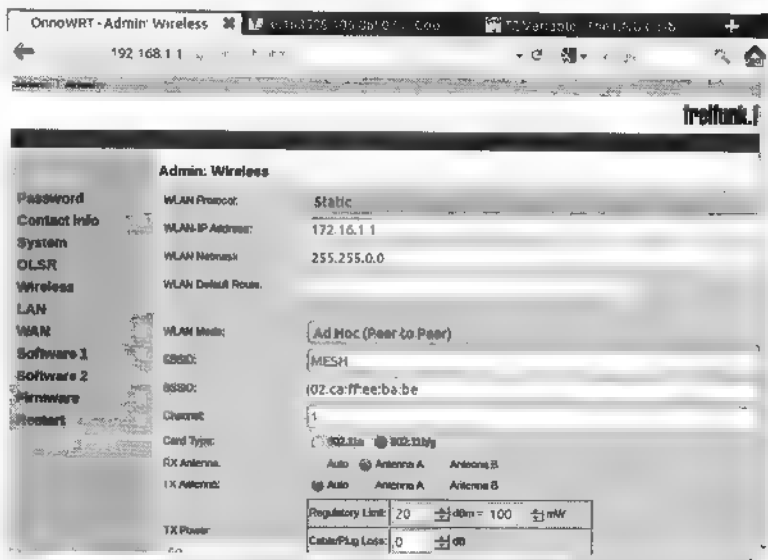 OnnoWRT - Admin: Wireless
192.168.1.1
freifunk.
Admin: Wireless
Password
Contact Info
System
OLSR
Wireless
LAN
WAN
Software 1
Software 2
Firmware
Restart
WLAN Protocol: Static
WLAN-IP Address: 172.16.1.1
WLAN Netmask: 255.255.0.0
WLAN Default Route:
WLAN Mode: Ad Hoc (Peer to Peer)
ESSID: MESH
BSSID: 02:ca:ff:ee:ba:be
Channel: 1
Card Type: 802.11a 802.11b/g
RX Antenna: Auto Antenna A Antenna B
TX Antenna: Auto Antenna A Antenna B
TX Power
Regulatory Limit: 20 dBm = 100 mW
Cable/Plug Loss: 0 dB